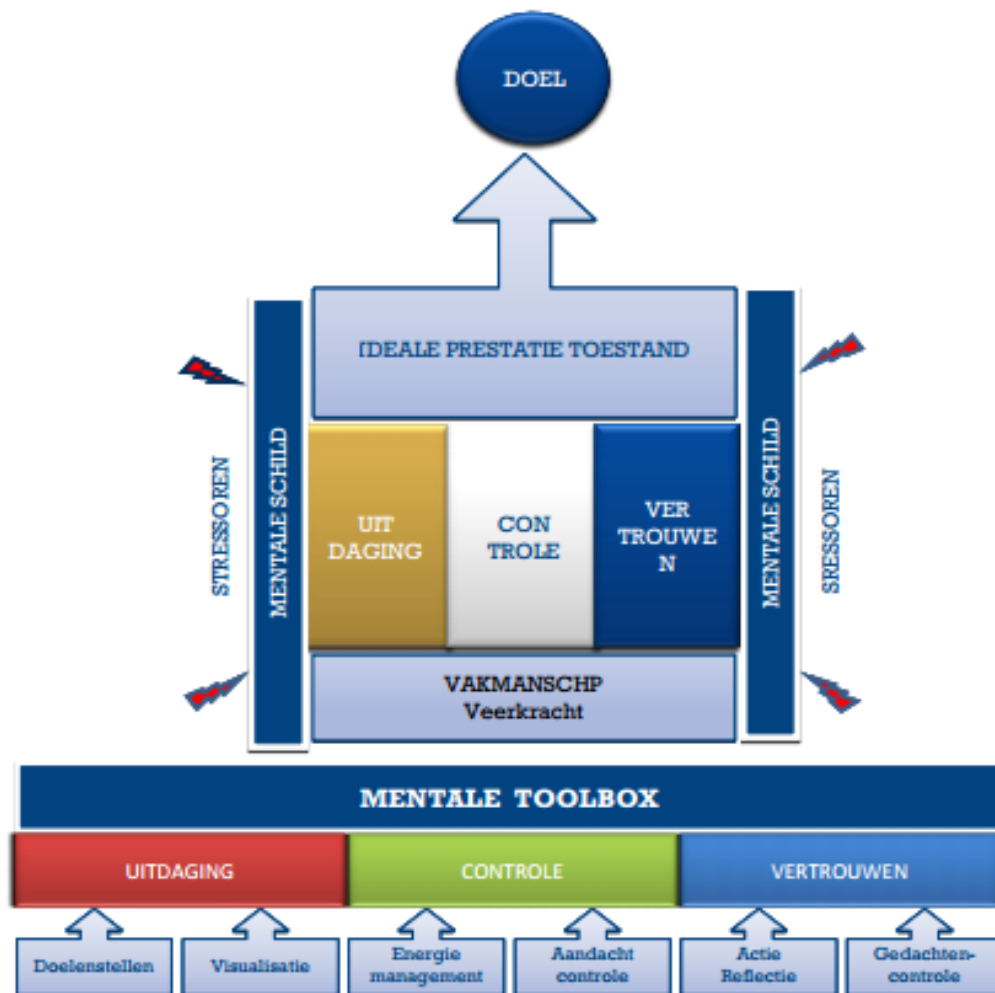 DOEL
IDEALE PRESTATIE TOESTAND
STRESSOREN
MENTALE SCHILD
UIT
DAGING
CON
TROLE
VER
TROUWE
N
MENTALE SCHILD
SRESSOREN
VAKMANSCHP
Veerkracht
MENTALE TOOLBOX
UITDAGING
CONTROLE
VERTROUWEN
Doelenstellen
Visualisatie
Energie
management
Aandacht
controle
Actie
Reflectie
Gedachten-
controle